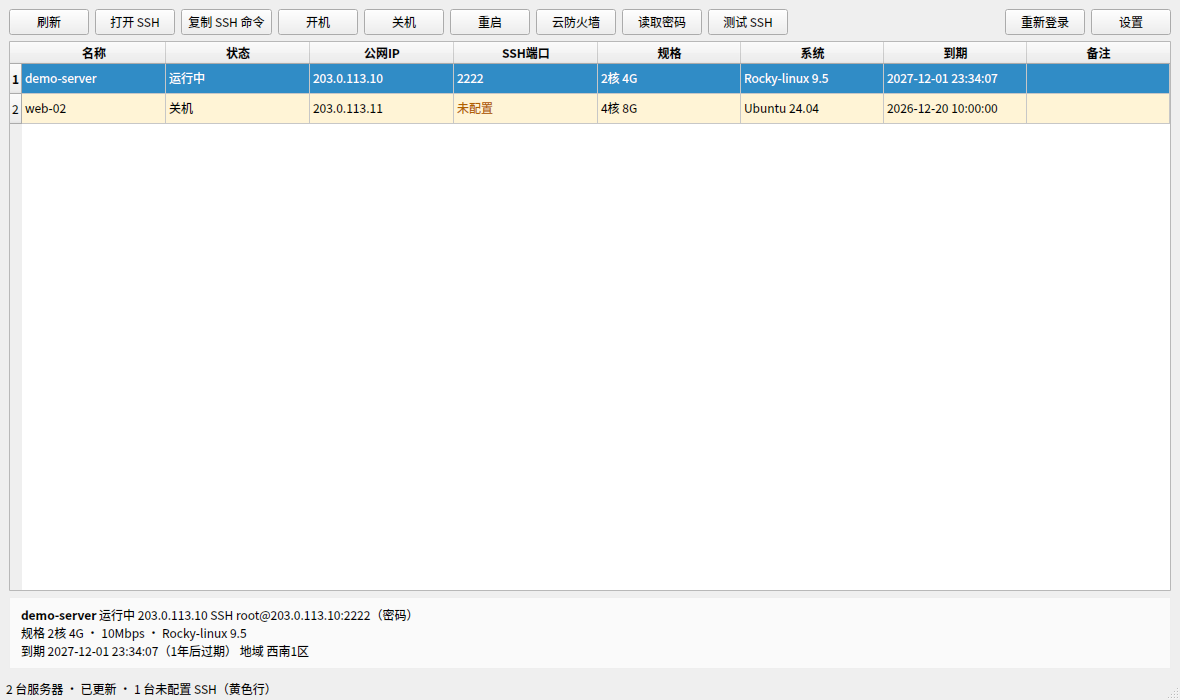 刷新 打开 SSH 复制 SSH 命令 开机 关机 重启 云防火墙 读取密码 测试 SSH 重新登录 设置
名称 状态 公网IP SSH端口 规格 系统 到期 备注
1 demo-server 运行中 203.0.113.10 2222 2核 4G Rocky-linux 9.5 2027-12-01 23:34:07
2 web-02 关机 203.0.113.11 未配置 4核 8G Ubuntu 24.04 2026-12-20 10:00:00
demo-server 运行中 203.0.113.10 SSH root@203.0.113.10:2222（密码）
规格 2核 4G · 10Mbps · Rocky-linux 9.5
到期 2027-12-01 23:34:07（1年后过期） 地域 西南1区
2 台服务器 · 已更新 · 1 台未配置 SSH（黄色行）